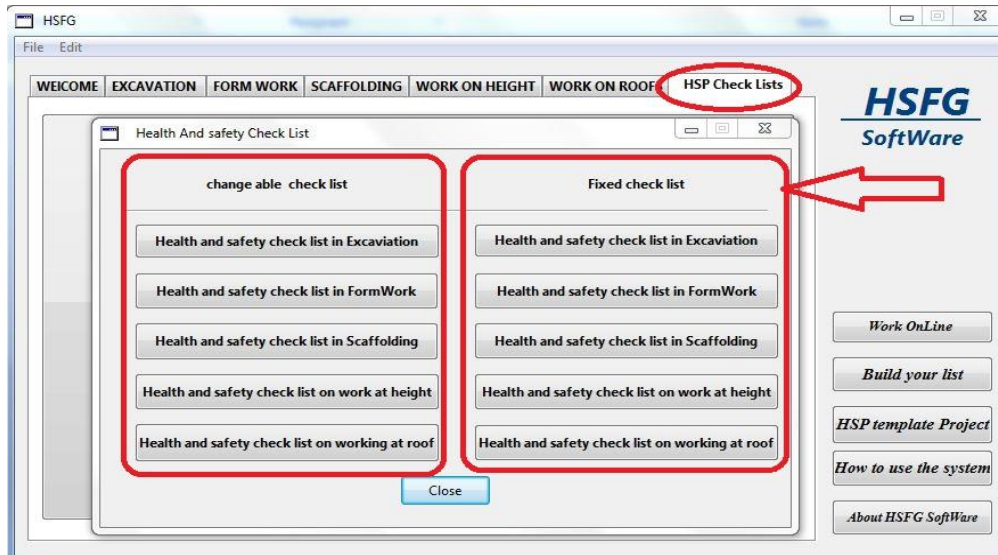 HSFG
File Edit
WElCOME EXCAVATION FORM WORK SCAFFOLDING WORK ON HEIGHT WORK ON ROOFS HSP Check Lists
HSFG
SoftWare
Health And safety Check List
change able check list
Fixed check list
Health and safety check list in Excaviation
Health and safety check list in Excaviation
Health and safety check list in FormWork
Health and safety check list in FormWork
Health and safety check list in Scaffolding
Health and safety check list in Scaffolding
Health and safety check list on work at height
Health and safety check list on work at height
Health and safety check list on working at roof
Health and safety check list on working at roof
Close
Work OnLine
Build your list
HSP template Project
How to use the system
About HSFG SoftWare